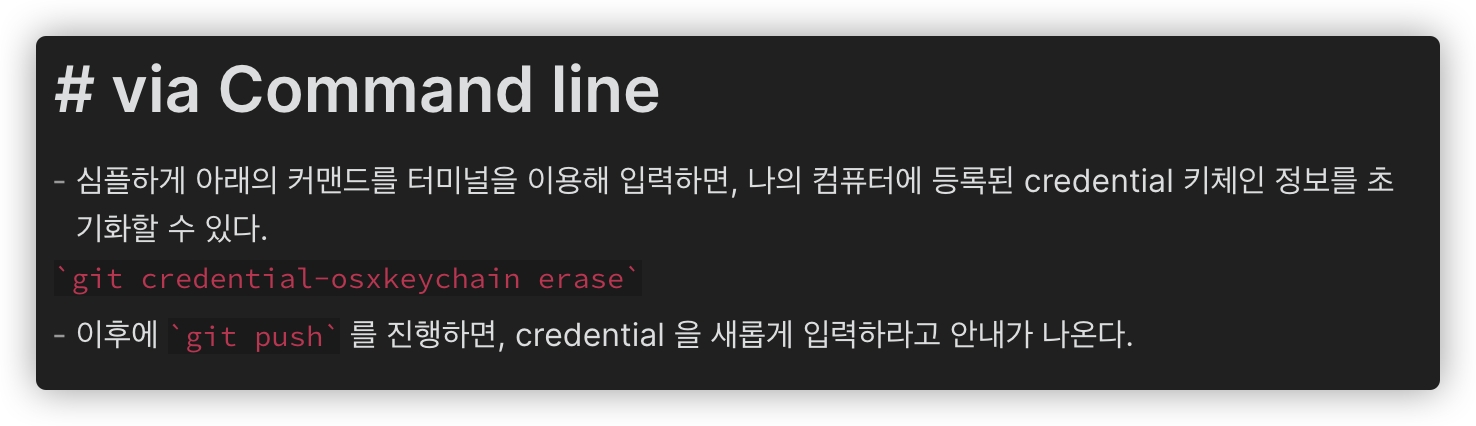 # via Command line
- 심플하게 아래의 커맨드를 터미널을 이용해 입력하면, 나의 컴퓨터에 등록된 credential 키체인 정보를 초
기화할 수 있다.
`git credential-osxkeychain erase`
- 이후에 `git push` 를 진행하면, credential 을 새롭게 입력하라고 안내가 나온다.